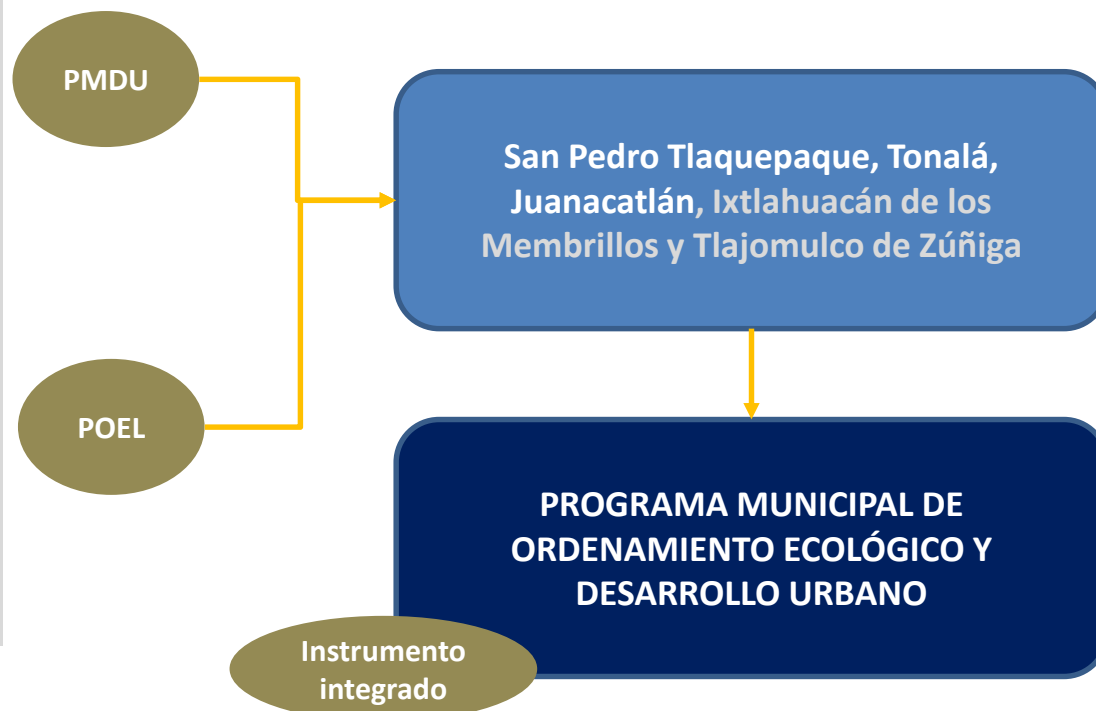 PMDU
San Pedro Tlaquepaque, Tonalá,
Juanacatlán, Ixtlahuacán de los
Membrillos y Tlajomulco de Zúñiga
POEL
PROGRAMA MUNICIPAL DE
ORDENAMIENTO ECOLÓGICO Y
DESARROLLO URBANO
Instrumento
integrado